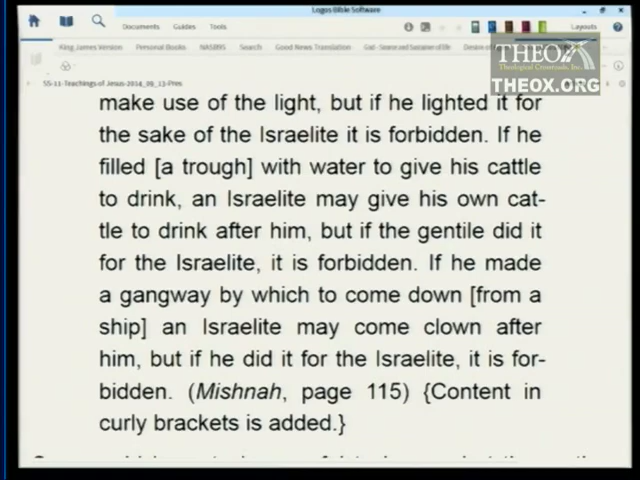 Logos Bible Software
Documents Guides Tools
Layouts
King James Version Personal Books NASB95 Search Good News Translation
THEOX
Theological Crossroads, Inc.
THEOX.ORG
SS-11-Teachings of Jesus-2014_09_13-Pres
make use of the light, but if he lighted it for
the sake of the Israelite it is forbidden. If he
filled [a trough] with water to give his cattle
to drink, an Israelite may give his own cat-
tle to drink after him, but if the gentile did it
for the Israelite, it is forbidden. If he made
a gangway by which to come down [from a
ship] an Israelite may come clown after
him, but if he did it for the Israelite, it is for-
bidden. (Mishnah, page 115) {Content in
curly brackets is added.}